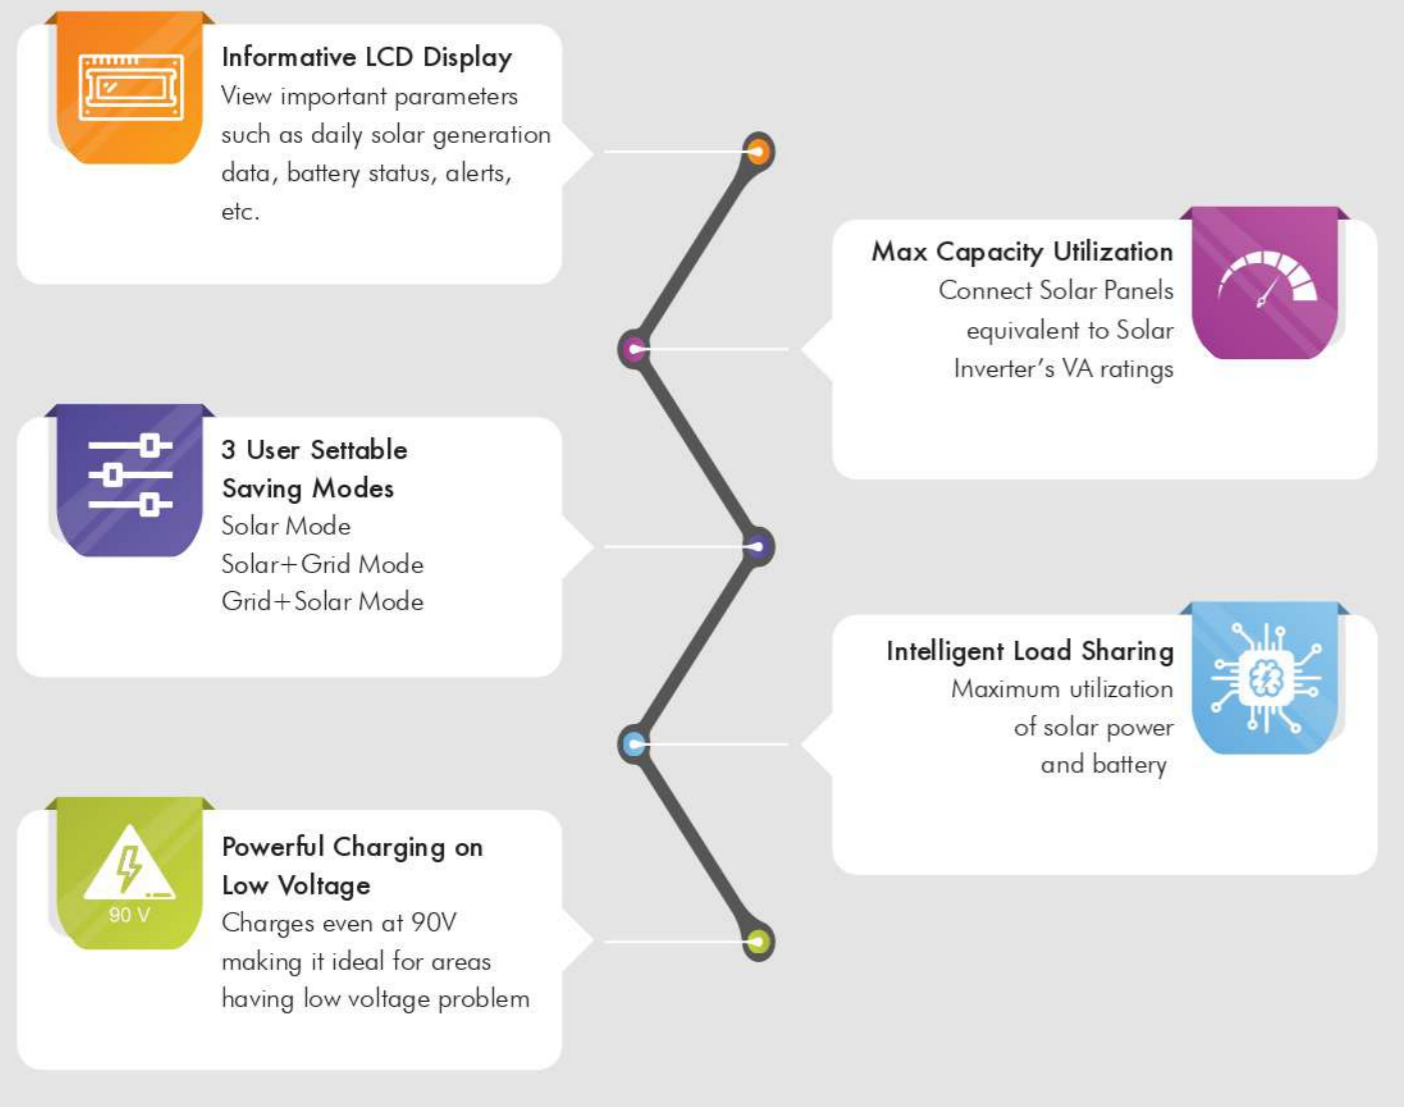 Informative LCD Display
View important parameters
such as daily solar generation
data, battery status, alerts,
etc.
Max Capacity Utilization
Connect Solar Panels
equivalent to Solar
Inverter's VA ratings
3 User Settable
Saving Modes
Solar Mode
Solar+Grid Mode
Grid+Solar Mode
Intelligent Load Sharing
Maximum utilization
of solar power
and battery
90 V
Powerful Charging on
Low Voltage
Charges even at 90V
making it ideal for areas
having low voltage problem